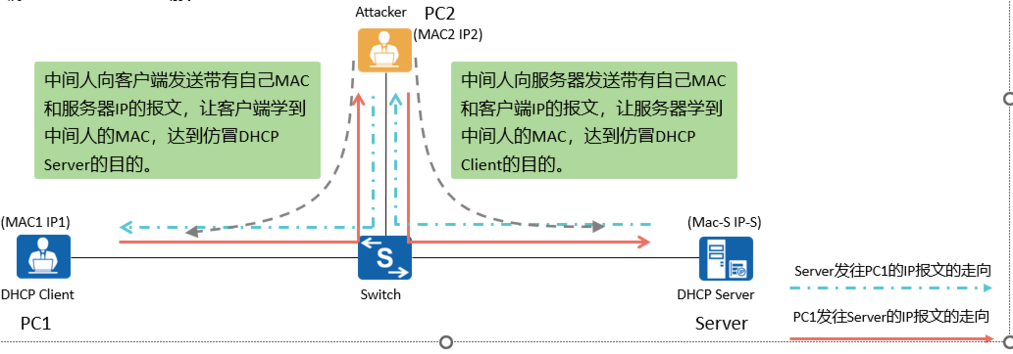 Attacker
PC2
(MAC2 IP2)
中间人向客户端发送带有自己MAC
和服务器IP的报文，让客户端学到
中间人的MAC，达到仿冒DHCP
Server的目的。
中间人向服务器发送带有自己MAC
和客户端IP的报文，让服务器学到
中间人的MAC，达到仿冒DHCP
Client的目的。
(MAC1 IP1)
(Mac-S IP-S)
S
DHCP Client
Switch
DHCP Server
PC1
Server
Server发往PC1的IP报文的走向
PC1发往Server的IP报文的走向